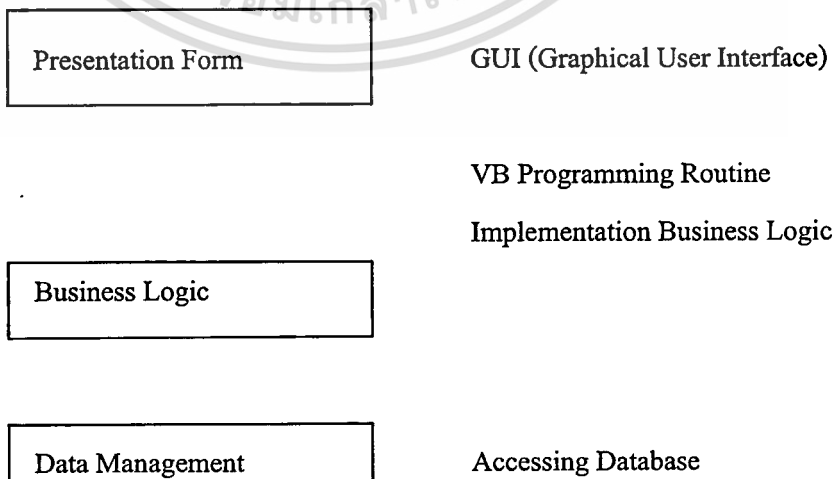 Presentation Form GUI (Graphical User Interface)
VB Programming Routine
Implementation Business Logic
Business Logic
Data Management Accessing Database